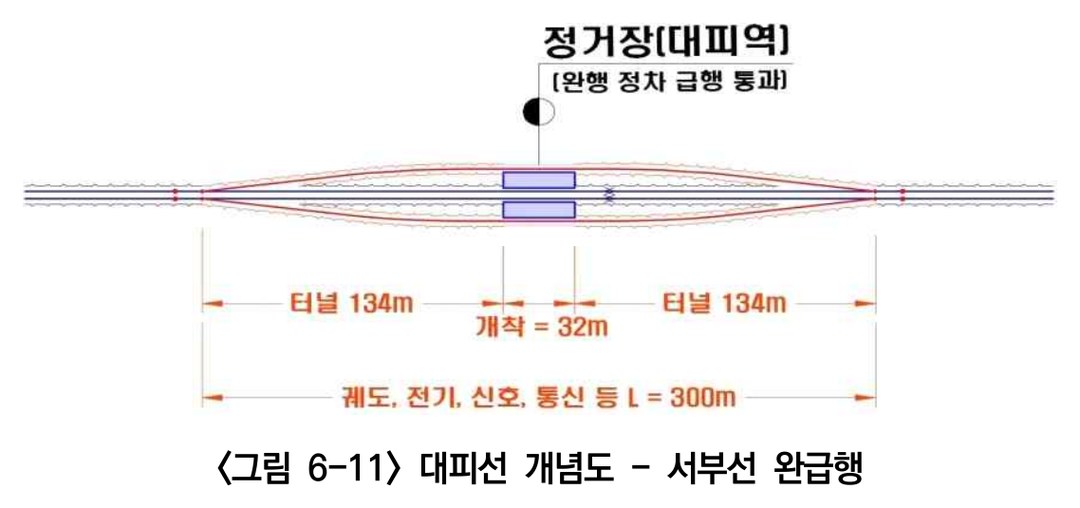 정거장(대피역)
(완행 정차 급행 통과)
터널 134m
터널 134m
개착 = 32m
궤도, 전기, 신호, 통신 등 L = 300m
<그림 6-11> 대피선 개념도 - 서부선 완급행